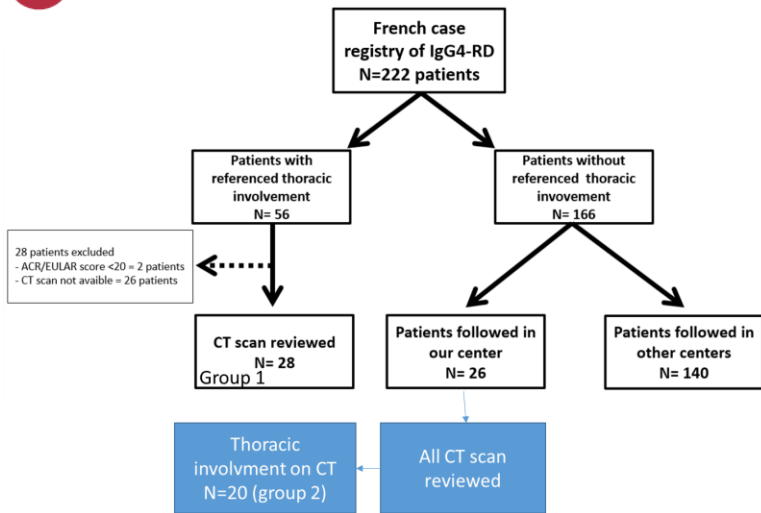 French case
registry of IgG4-RD
N=222 patients
Patients with
referenced thoracic
involvement
N= 56
Patients without
referenced thoracic
invovement
N= 166
28 patients excluded
- ACR/EULAR score <20 = 2 patients
- CT scan not avaible = 26 patients
CT scan reviewed
N= 28
Group 1
Patients followed in
our center
N= 26
Patients followed in
other centers
N= 140
Thoracic
involvment on CT
N=20 (group 2)
All CT scan
reviewed